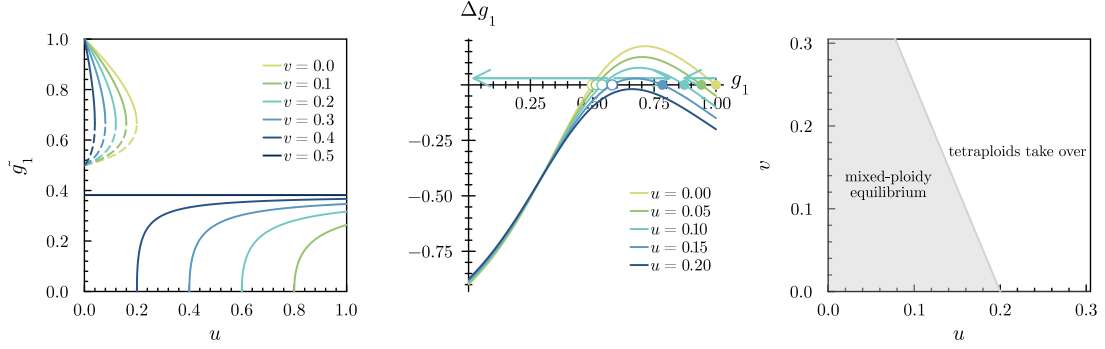 1.0
0.8
0.6
0.4
0.2
0.0
0.0
0.2
0.4
0.6
0.8
1.0
g̃₁
u
v = 0.0
v = 0.1
v = 0.2
v = 0.3
v = 0.4
v = 0.5
Δg₁
g₁
0.25
0.50
0.75
1.00
−0.25
−0.50
−0.75
u = 0.00
u = 0.05
u = 0.10
u = 0.15
u = 0.20
0.3
0.2
0.1
0.0
v
tetraploids take over
mixed-ploidy
equilibrium
0.0
0.1
0.2
0.3
u